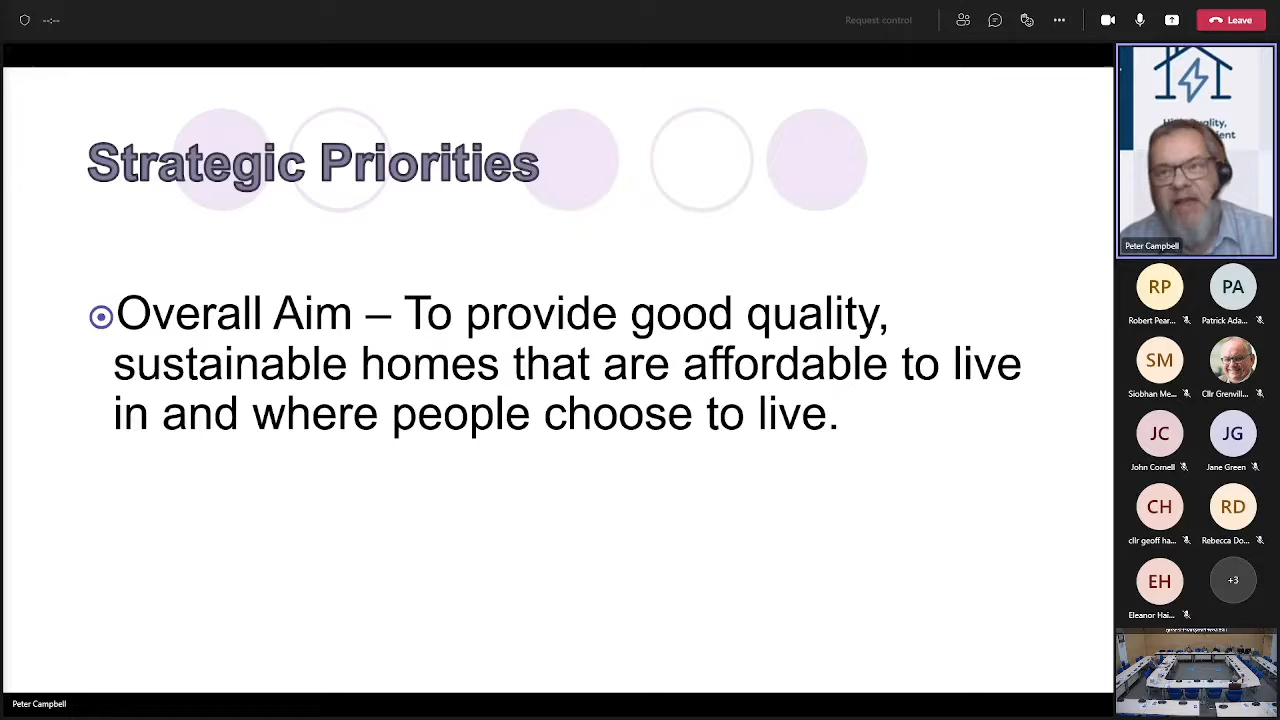 --:--
Request control
Leave
Strategic Priorities
Overall Aim – To provide good quality,
sustainable homes that are affordable to live
in and where people choose to live.
Peter Campbell
Peter Campbell
RP
PA
Robert Pear...
Patrick Ada...
SM
Siobhan Me...
Cllr Grenvill...
JC
JG
John Cornell
Jane Green
CH
RD
cllr geoff ha...
Rebecca Do...
EH
+3
Eleanor Hai...